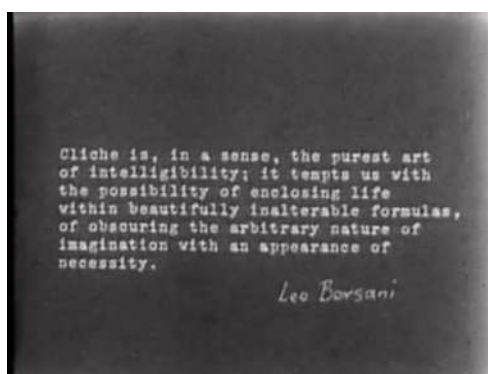 Cliche is, in a sense, the purest art
of intelligibility; it tempts us with
the possibility of enclosing life
within beautifully inalterable formulas,
of obscuring the arbitrary nature of
imagination with an appearance of
necessity.
Leo Borsani